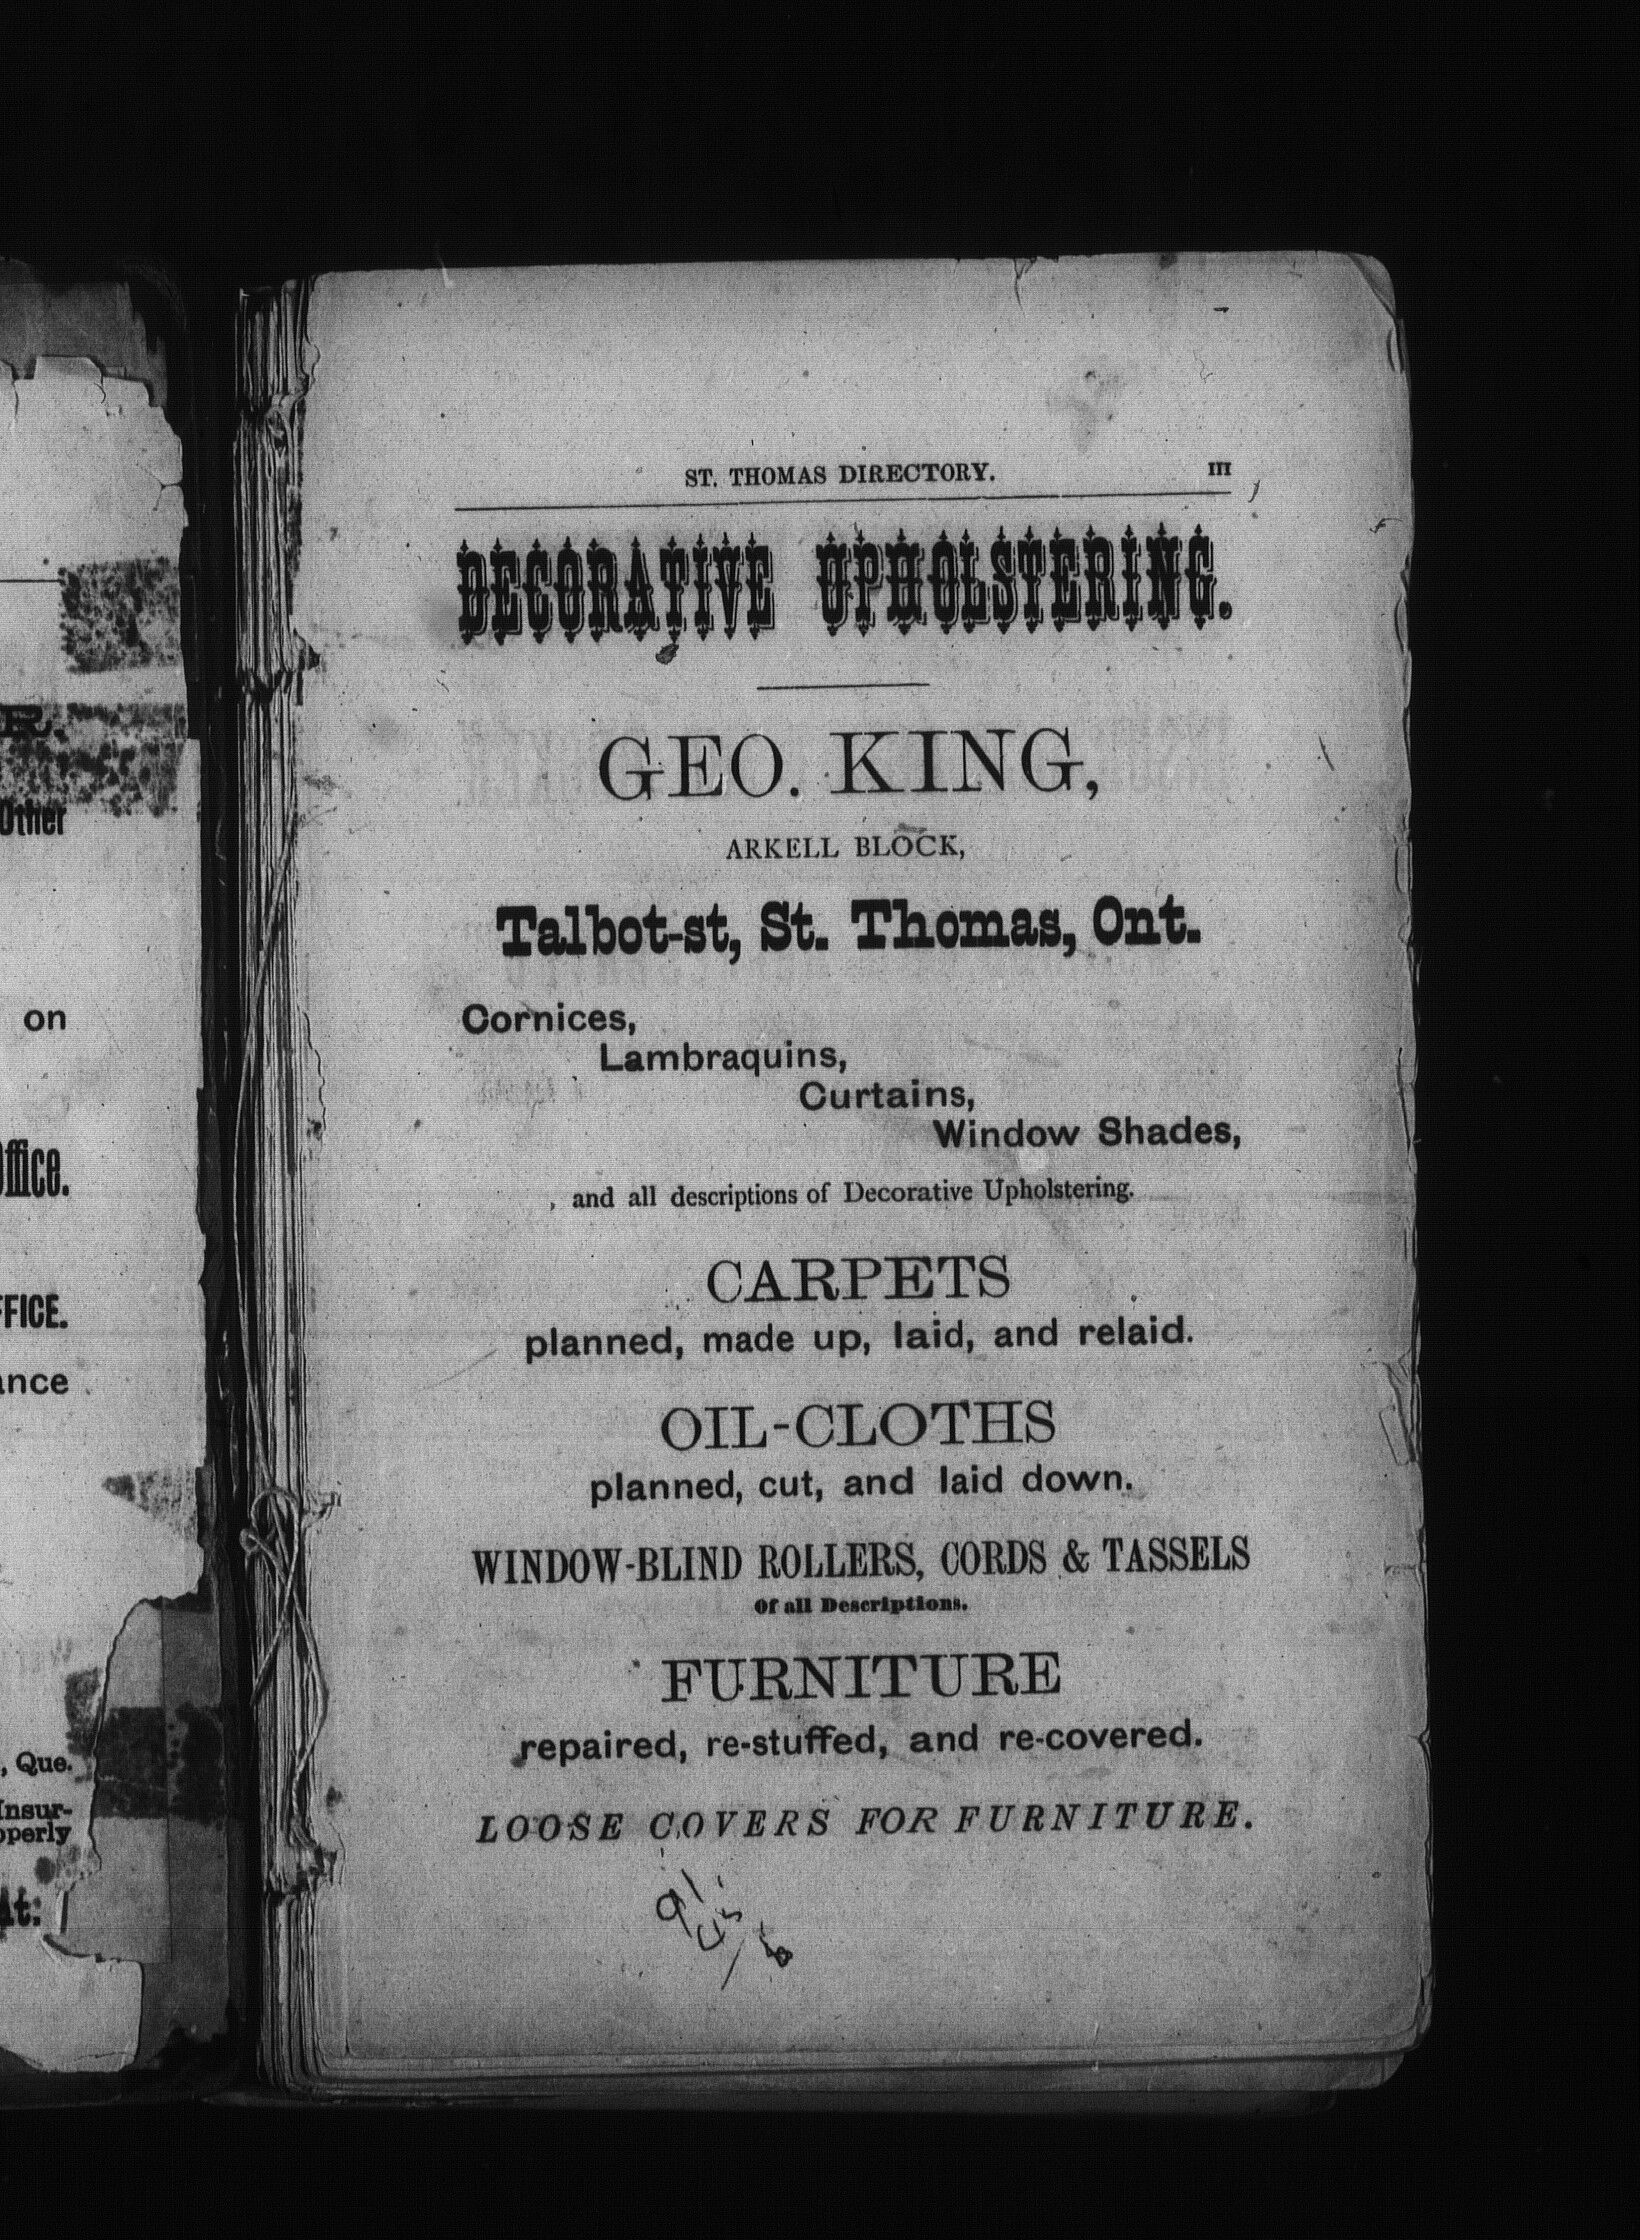 R.
Other
on
Office.
FFICE.
ance
, Que.
Insur-
operly
At:
ST. THOMAS DIRECTORY. III
DECORATIVE UPHOLSTERING.
GEO. KING,
ARKELL BLOCK,
Talbot-st, St. Thomas, Ont.
Cornices,
Lambraquins,
Curtains,
Window Shades,
and all descriptions of Decorative Upholstering.
CARPETS
planned, made up, laid, and relaid.
OIL-CLOTHS
planned, cut, and laid down.
WINDOW-BLIND ROLLERS, CORDS & TASSELS
Of all Descriptions.
FURNITURE
repaired, re-stuffed, and re-covered.
LOOSE COVERS FOR FURNITURE.